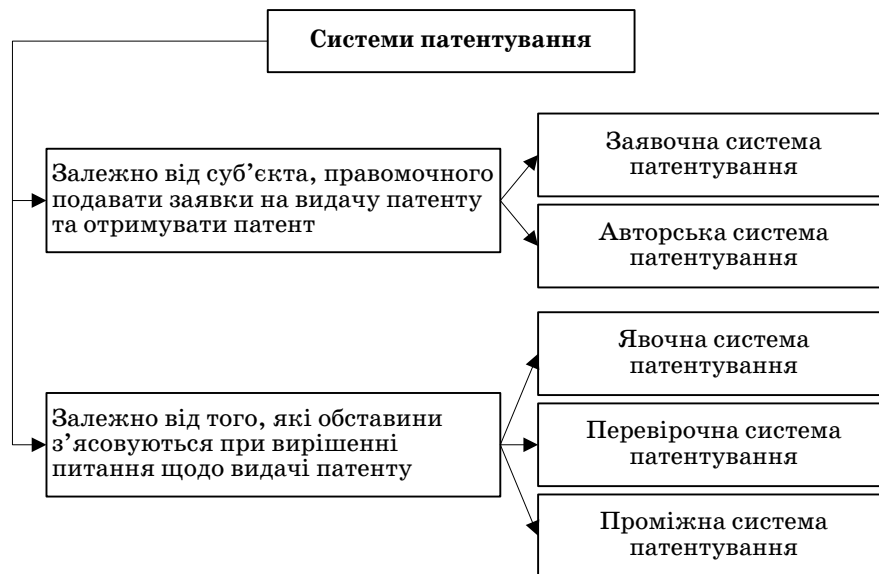 Системи патентування
Залежно від суб’єкта, правомочного
подавати заявки на видачу патенту
та отримувати патент
Заявочна система
патентування
Авторська система
патентування
Залежно від того, які обставини
з’ясовуються при вирішенні
питання щодо видачі патенту
Явочна система
патентування
Перевірочна система
патентування
Проміжна система
патентування